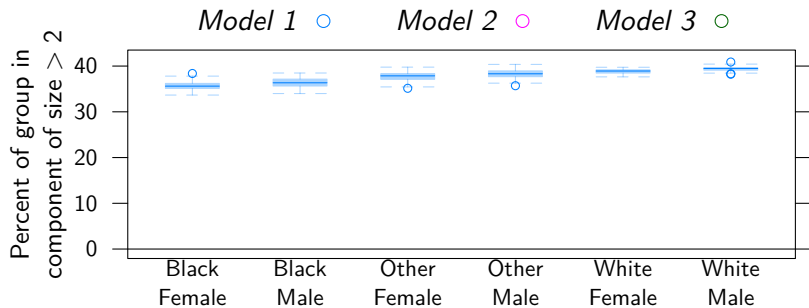 Model 1 Model 2 Model 3
Percent of group in
component of size > 2
40
30
20
10
0
Black Black Other Other White White
Female Male Female Male Female Male